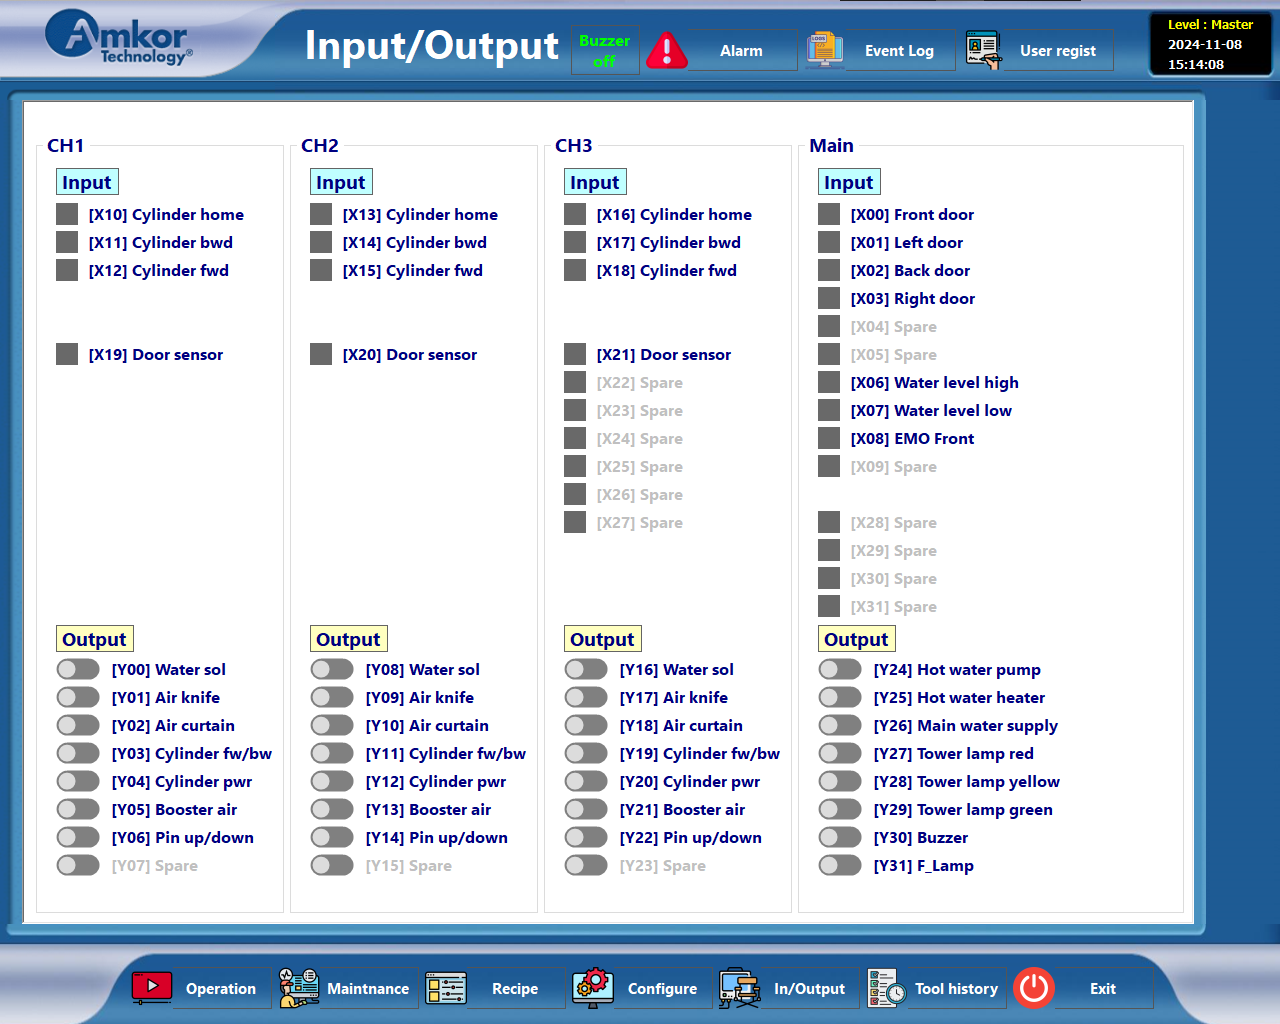 Amkor
Technology®
Input/Output
Buzzer
off
Alarm
Event Log
User regist
Level : Master
2024-11-08
15:14:08
CH1
Input
[X10] Cylinder home
[X11] Cylinder bwd
[X12] Cylinder fwd
[X19] Door sensor
Output
[Y00] Water sol
[Y01] Air knife
[Y02] Air curtain
[Y03] Cylinder fw/bw
[Y04] Cylinder pwr
[Y05] Booster air
[Y06] Pin up/down
[Y07] Spare
CH2
Input
[X13] Cylinder home
[X14] Cylinder bwd
[X15] Cylinder fwd
[X20] Door sensor
Output
[Y08] Water sol
[Y09] Air knife
[Y10] Air curtain
[Y11] Cylinder fw/bw
[Y12] Cylinder pwr
[Y13] Booster air
[Y14] Pin up/down
[Y15] Spare
CH3
Input
[X16] Cylinder home
[X17] Cylinder bwd
[X18] Cylinder fwd
[X21] Door sensor
[X22] Spare
[X23] Spare
[X24] Spare
[X25] Spare
[X26] Spare
[X27] Spare
Output
[Y16] Water sol
[Y17] Air knife
[Y18] Air curtain
[Y19] Cylinder fw/bw
[Y20] Cylinder pwr
[Y21] Booster air
[Y22] Pin up/down
[Y23] Spare
Main
Input
[X00] Front door
[X01] Left door
[X02] Back door
[X03] Right door
[X04] Spare
[X05] Spare
[X06] Water level high
[X07] Water level low
[X08] EMO Front
[X09] Spare
[X28] Spare
[X29] Spare
[X30] Spare
[X31] Spare
Output
[Y24] Hot water pump
[Y25] Hot water heater
[Y26] Main water supply
[Y27] Tower lamp red
[Y28] Tower lamp yellow
[Y29] Tower lamp green
[Y30] Buzzer
[Y31] F_Lamp
Operation
Maintnance
Recipe
Configure
In/Output
Tool history
Exit